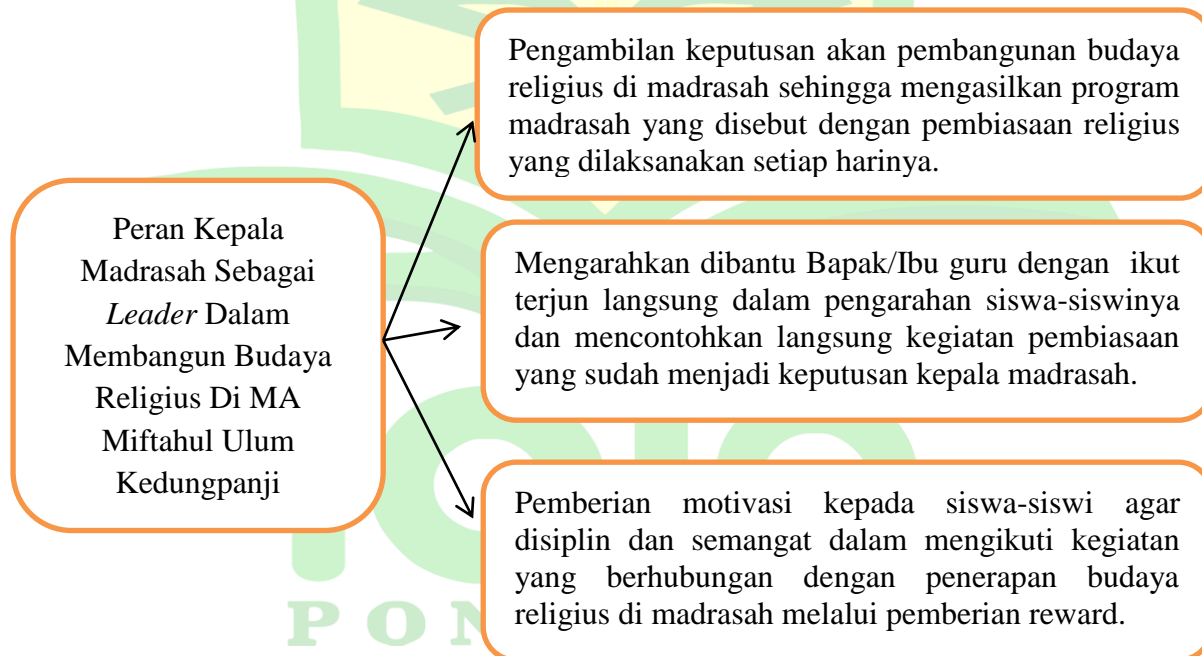 Peran Kepala
Madrasah Sebagai
Leader Dalam
Membangun Budaya
Religius Di MA
Miftahul Ulum
Kedungpanji
Pengambilan keputusan akan pembangunan budaya
religius di madrasah sehingga mengasilkan program
madrasah yang disebut dengan pembiasaan religius
yang dilaksanakan setiap harinya.
Mengarahkan dibantu Bapak/Ibu guru dengan ikut
terjun langsung dalam pengarahan siswa-siswinya
dan mencontohkan langsung kegiatan pembiasaan
yang sudah menjadi keputusan kepala madrasah.
Pemberian motivasi kepada siswa-siswi agar
disiplin dan semangat dalam mengikuti kegiatan
yang berhubungan dengan penerapan budaya
religius di madrasah melalui pemberian reward.